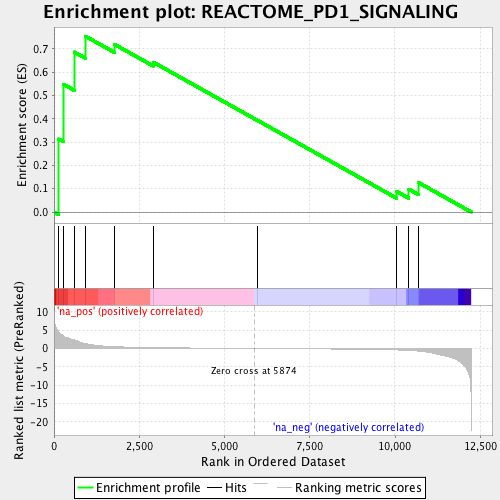 Enrichment plot: REACTOME_PD1_SIGNALING
Enrichment score (ES)
0.7
0.6
0.5
0.4
0.3
0.2
0.1
0.0
'na_pos' (positively correlated)
Ranked list metric (PreRanked)
10
5
0
-5
-10
-15
-20
Zero cross at 5874
'na_neg' (negatively correlated)
0
2,500
5,000
7,500
10,000
12,500
Rank in Ordered Dataset
Enrichment profile
Hits
Ranking metric scores